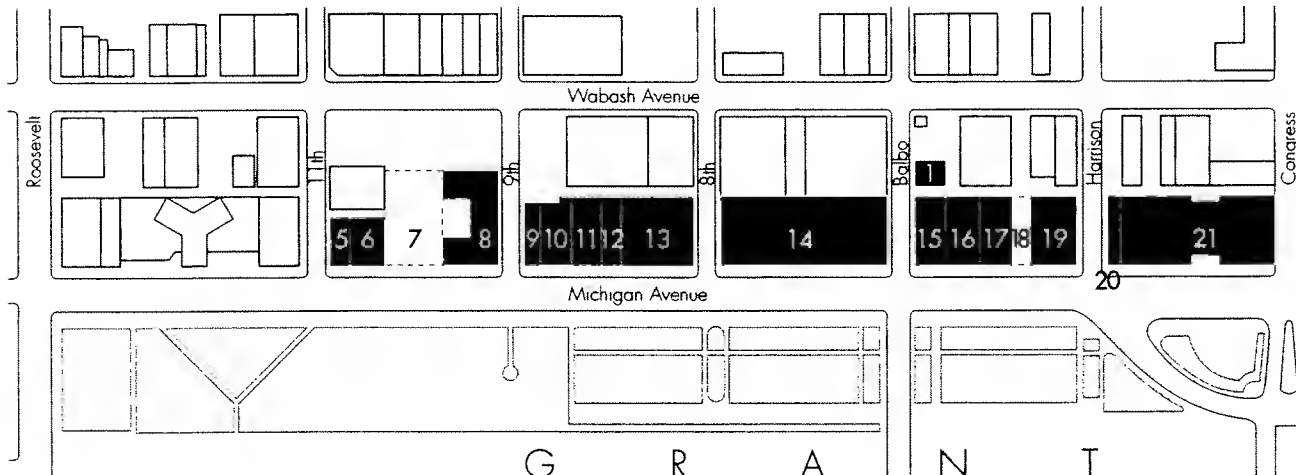 Wabash Avenue
Roosevelt
11th
9th
8th
Balbo
Harrison
Congress
1
5 6 7 8 9 10 11 12 13 14 15 16 17 18 19 21
20
Michigan Avenue
G R A N T